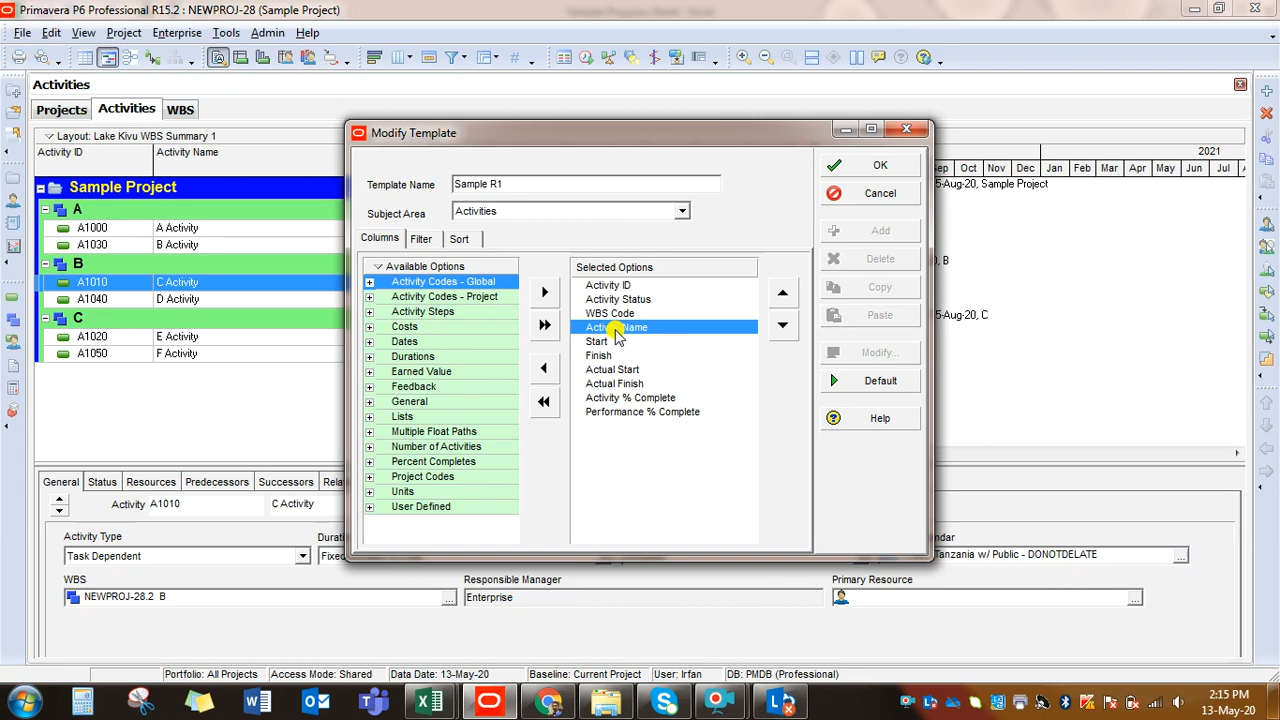 Primavera P6 Professional R15.2 : NEWPROJ-28 (Sample Project)
File Edit View Project Enterprise Tools Admin Help
Activities
Projects Activities WBS
Layout: Lake Kivu WBS Summary 1
Activity ID Activity Name
2021
Oct Nov Dec Jan Feb Mar Apr May Jun
Sample Project
5-Aug-20, Sample Project
A
A1000 A Activity
A1030 B Activity
B
, B
A1010 C Activity
A1040 D Activity
C
5-Aug-20, C
A1020 E Activity
A1050 F Activity
Modify Template
Template Name Sample R1
Subject Area Activities
Columns Filter Sort
Available Options
Activity Codes - Global
Activity Codes - Project
Activity Steps
Costs
Dates
Durations
Earned Value
Feedback
General
Lists
Multiple Float Paths
Number of Activities
Percent Completes
Project Codes
Units
User Defined
Selected Options
Activity ID
Activity Status
WBS Code
Activity Name
Start
Finish
Actual Start
Actual Finish
Activity % Complete
Performance % Complete
OK
Cancel
Add
Delete
Copy
Paste
Modify...
Default
Help
General Status Resources Predecessors Successors
Activity A1010 C Activity
Activity Type
Task Dependent
Tanzania w/ Public - DONOTDELATE
WBS Responsible Manager Primary Resource
NEWPROJ-28.2 B Enterprise
Portfolio: All Projects Access Mode: Shared Data Date: 13-May-20 Baseline: Current Project User: Irfan DB: PMDB (Professional)
2:15 PM
13-May-20